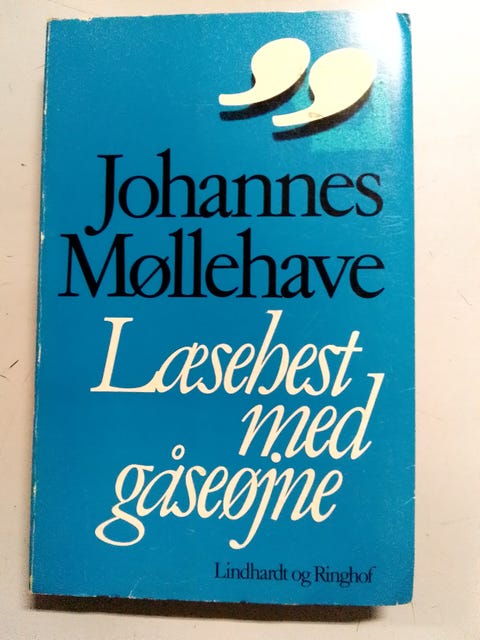 ”
Johannes
Møllehave
Læsehest
med
gåseøjne
Lindhardt og Ringhof